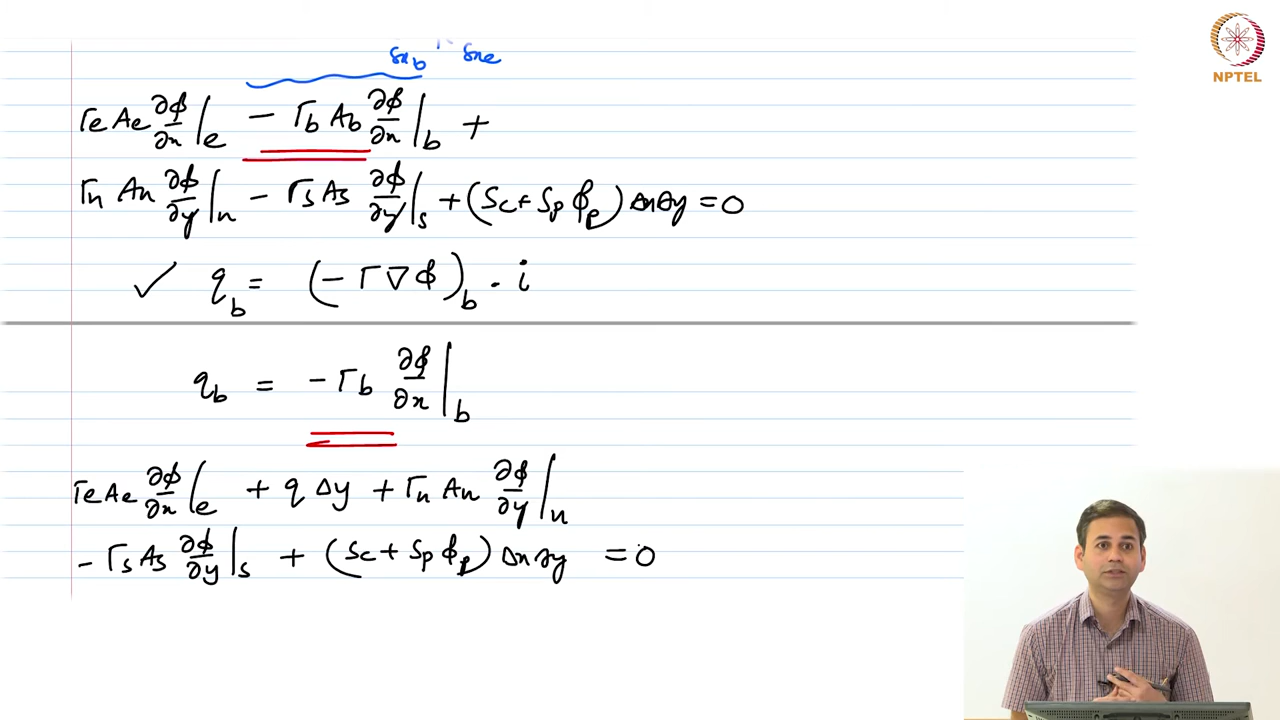 NPTEL
δx_b δx_e
Γe Ae ∂ϕ/∂x|e − Γb Ab ∂ϕ/∂x|b +
Γn An ∂ϕ/∂y|n − Γs As ∂ϕ/∂y|s + (Sc + Sp ϕp) ΔxΔy = 0
✓ q_b = (− Γ ∇ ϕ)_b · i
q_b = − Γb ∂ϕ/∂x|b
Γe Ae ∂ϕ/∂x|e + q Δy + Γn An ∂ϕ/∂y|n
− Γs As ∂ϕ/∂y|s + (Sc + Sp ϕp) ΔxΔy = 0